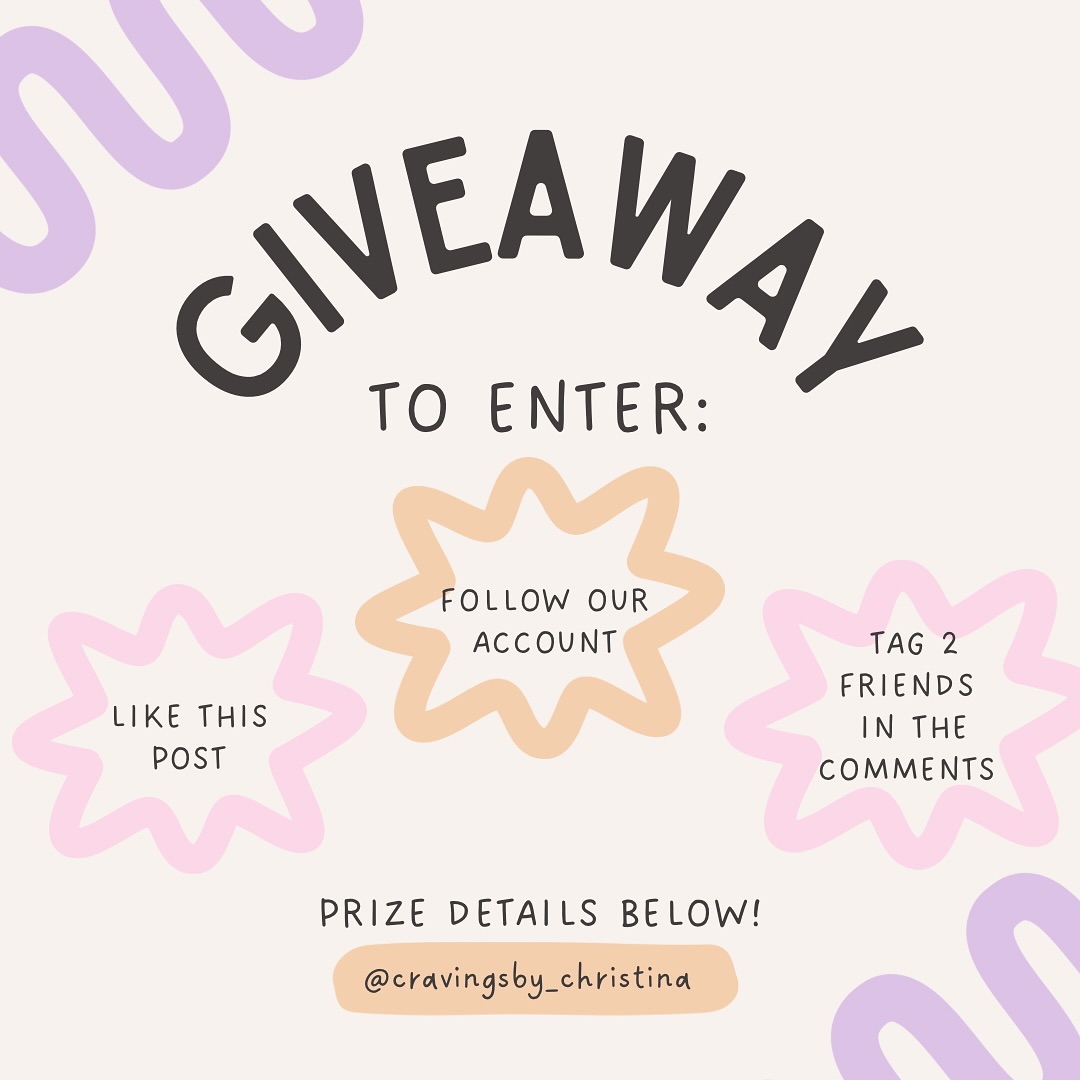 GIVEAWAY
TO ENTER:
FOLLOW OUR
ACCOUNT
LIKE THIS
POST
TAG 2
FRIENDS
IN THE
COMMENTS
PRIZE DETAILS BELOW!
@cravingsby_christina